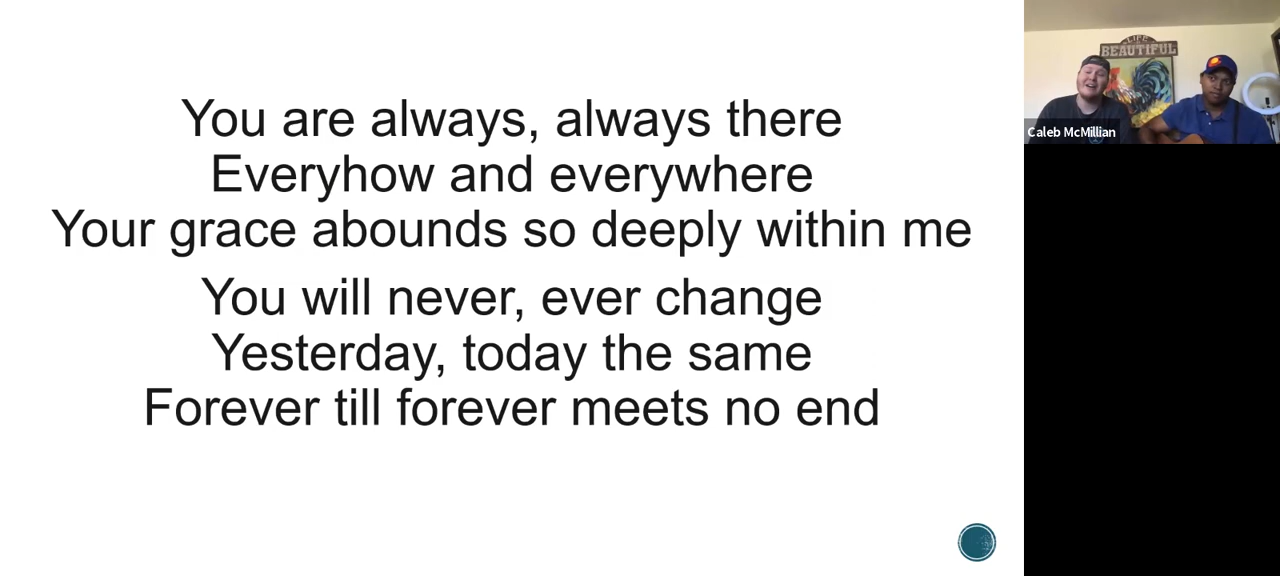 You are always, always there
Everyhow and everywhere
Your grace abounds so deeply within me
You will never, ever change
Yesterday, today the same
Forever till forever meets no end
LIFE
BEAUTIFUL
Caleb McMillian